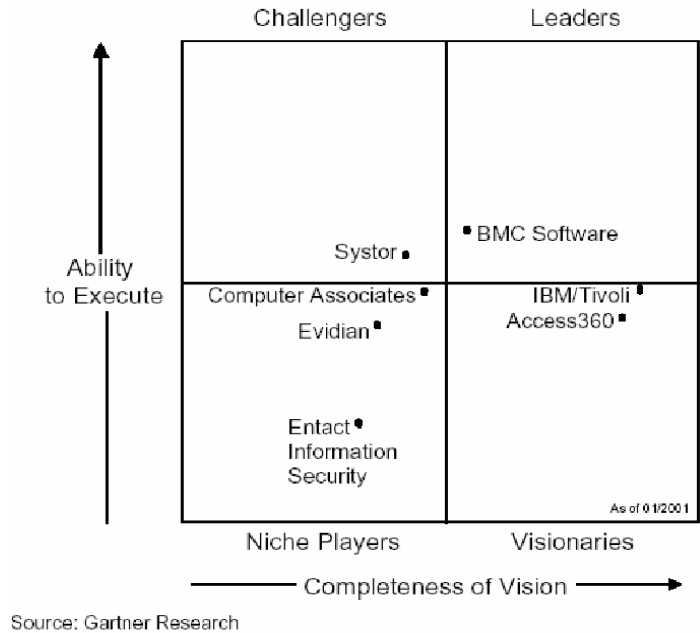 Challengers
Leaders
BMC Software
Systor
Ability
to Execute
Computer Associates
IBM/Tivoli
Evidian
Access360
Entact
Information
Security
As of 01/2001
Niche Players
Visionaries
Completeness of Vision
Source: Gartner Research